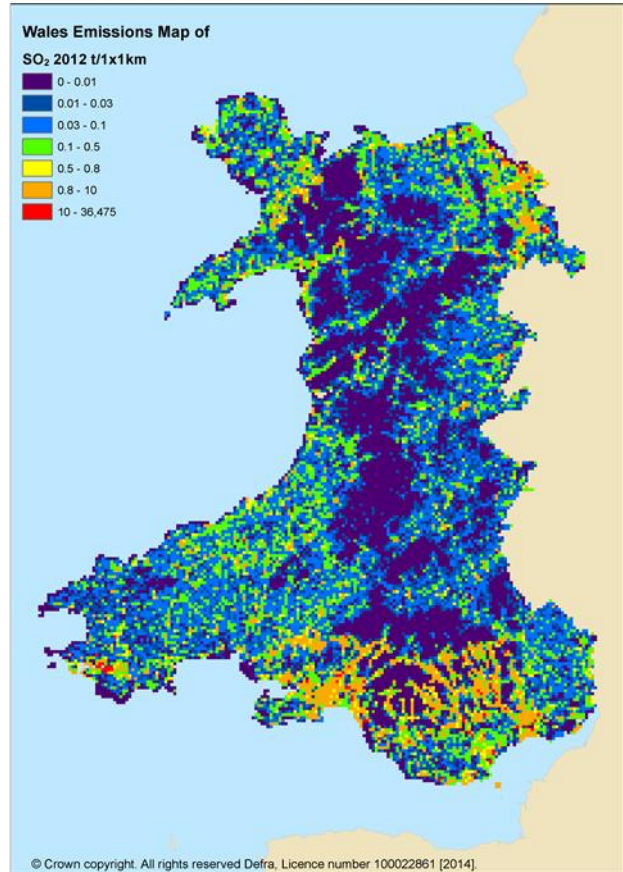 Wales Emissions Map of
SO₂ 2012 t/1x1km
0 - 0.01
0.01 - 0.03
0.03 - 0.1
0.1 - 0.5
0.5 - 0.8
0.8 - 10
10 - 36,475
© Crown copyright. All rights reserved Defra, Licence number 100022861 [2014].